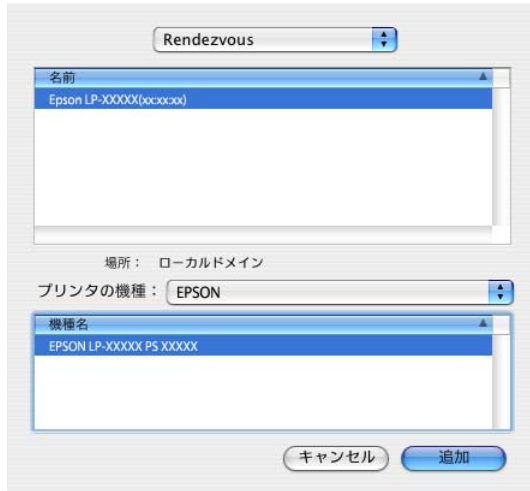 Rendezvous
名前
Epson LP-XXXXX(xx:xx:xx)
場所： ローカルドメイン
プリンタの機種： EPSON
機種名
EPSON LP-XXXXX PS XXXXX
キャンセル 追加